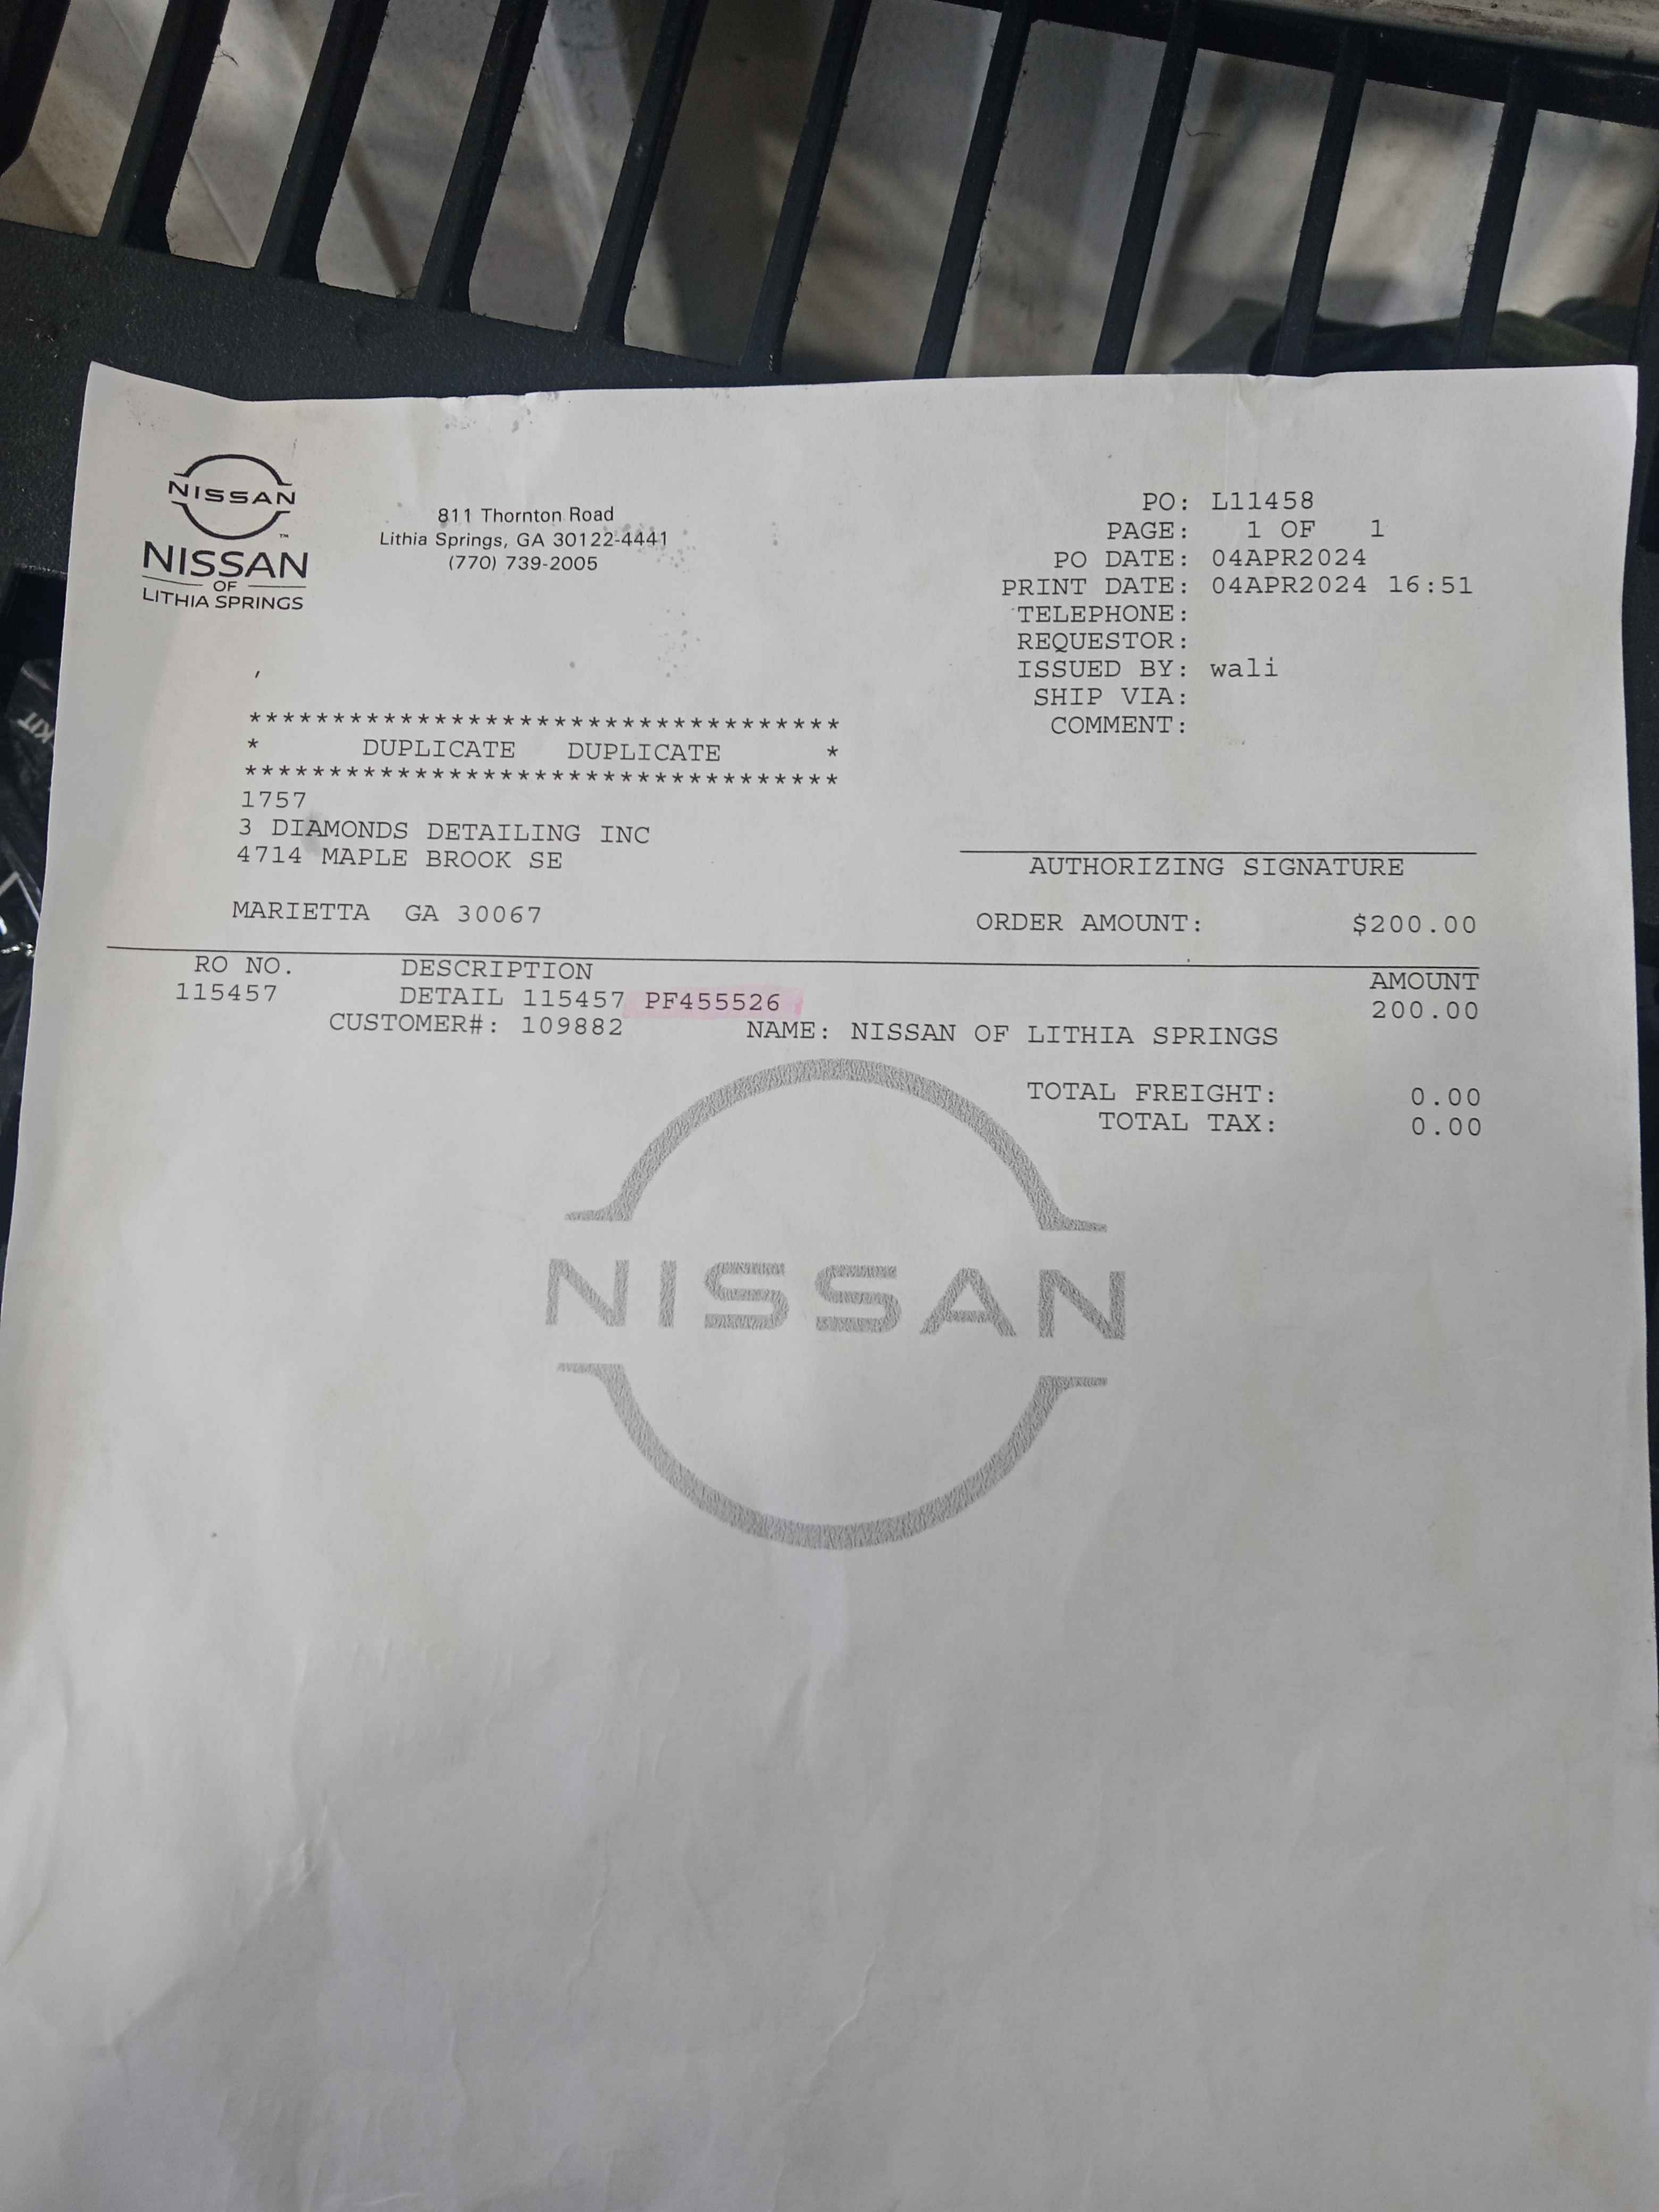 NISSAN
NISSAN
OF
LITHIA SPRINGS
811 Thornton Road
Lithia Springs, GA 30122-4441
(770) 739-2005
PO: L11458
PAGE: 1 OF 1
PO DATE: 04APR2024
PRINT DATE: 04APR2024 16:51
TELEPHONE:
REQUESTOR:
ISSUED BY: wali
SHIP VIA:
COMMENT:
,
***********************************
* DUPLICATE DUPLICATE *
***********************************
1757
3 DIAMONDS DETAILING INC
4714 MAPLE BROOK SE
MARIETTA GA 30067
AUTHORIZING SIGNATURE
ORDER AMOUNT: $200.00
RO NO. DESCRIPTION AMOUNT
115457 DETAIL 115457 PF455526 200.00
CUSTOMER#: 109882 NAME: NISSAN OF LITHIA SPRINGS
TOTAL FREIGHT: 0.00
TOTAL TAX: 0.00
NISSAN
KIT